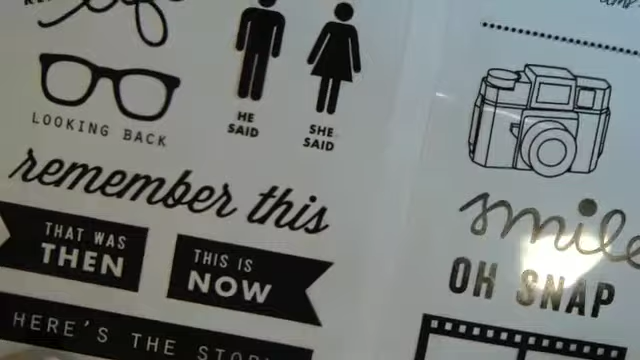 LOOKING BACK
HE
SAID
SHE
SAID
remember this
THAT WAS
THEN
THIS IS
NOW
HERE'S THE
smile
OH SNAP